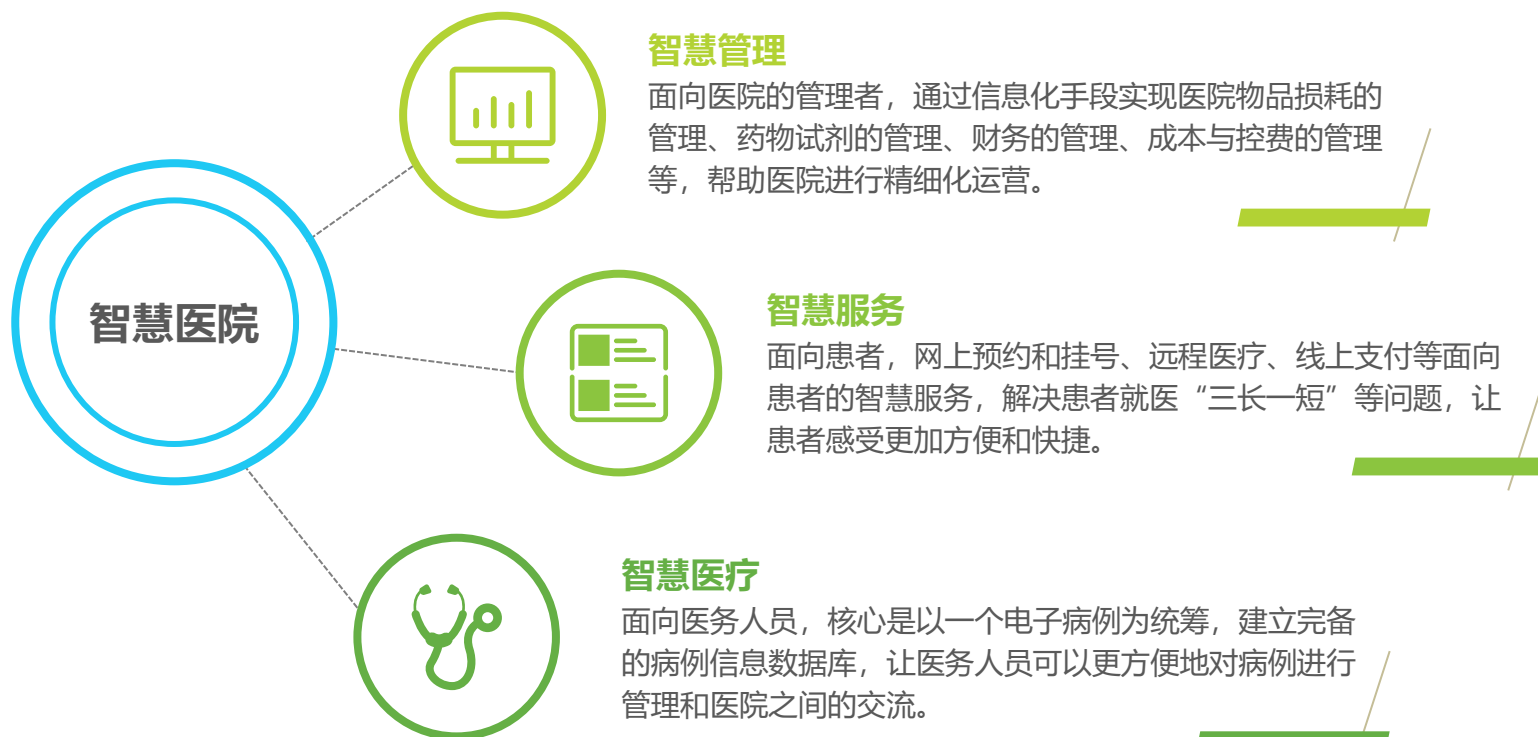 智慧管理
面向医院的管理者，通过信息化手段实现医院物品损耗的
管理、药物试剂的管理、财务的管理、成本与控费的管理
等，帮助医院进行精细化运营。
智慧医院
智慧服务
面向患者，网上预约和挂号、远程医疗、线上支付等面向
患者的智慧服务，解决患者就医“三长一短”等问题，让
患者感受更加方便和快捷。
智慧医疗
面向医务人员，核心是以一个电子病例为统筹，建立完备
的病例信息数据库，让医务人员可以更方便地对病例进行
管理和医院之间的交流。